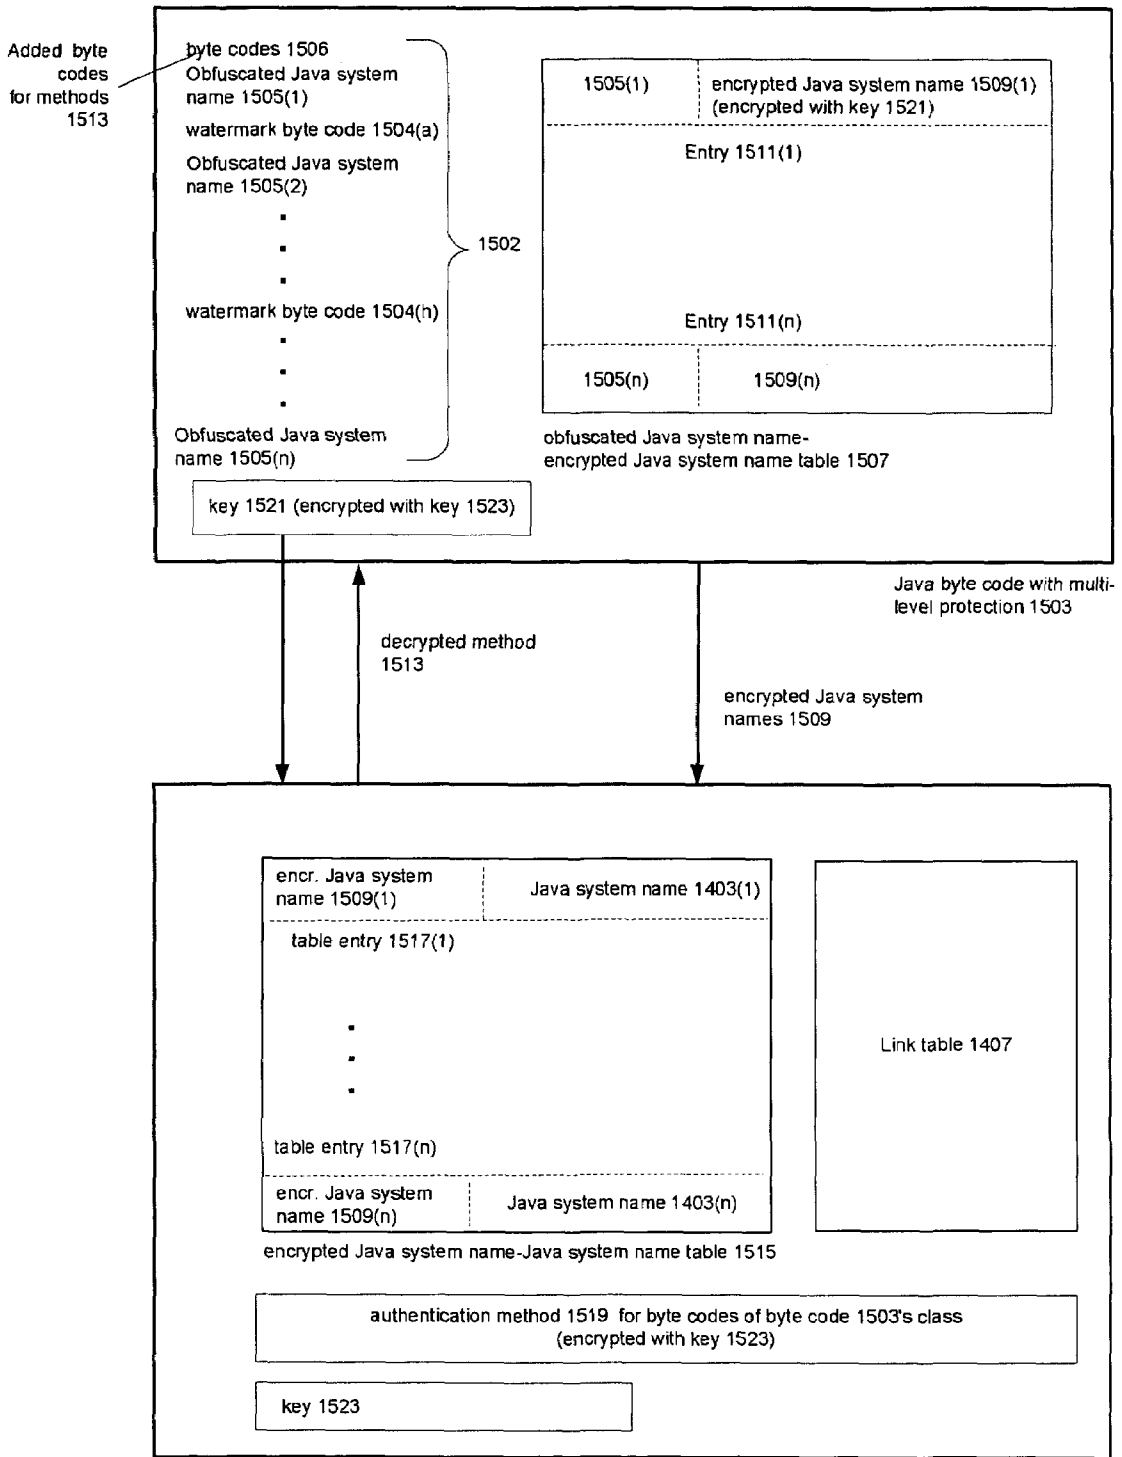 Added byte
codes
for methods
1513
byte codes 1506
Obfuscated Java system
name 1505(1)
watermark byte code 1504(a)
Obfuscated Java system
name 1505(2)
watermark byte code 1504(h)
Obfuscated Java system
name 1505(n)
1502
key 1521 (encrypted with key 1523)
1505(1)
encrypted Java system name 1509(1)
(encrypted with key 1521)
Entry 1511(1)
Entry 1511(n)
1505(n)
1509(n)
obfuscated Java system name-
encrypted Java system name table 1507
Java byte code with multi-
level protection 1503
decrypted method
1513
encrypted Java system
names 1509
encr. Java system
name 1509(1)
Java system name 1403(1)
table entry 1517(1)
table entry 1517(n)
encr. Java system
name 1509(n)
Java system name 1403(n)
encrypted Java system name-Java system name table 1515
Link table 1407
authentication method 1519 for byte codes of byte code 1503's class
(encrypted with key 1523)
key 1523